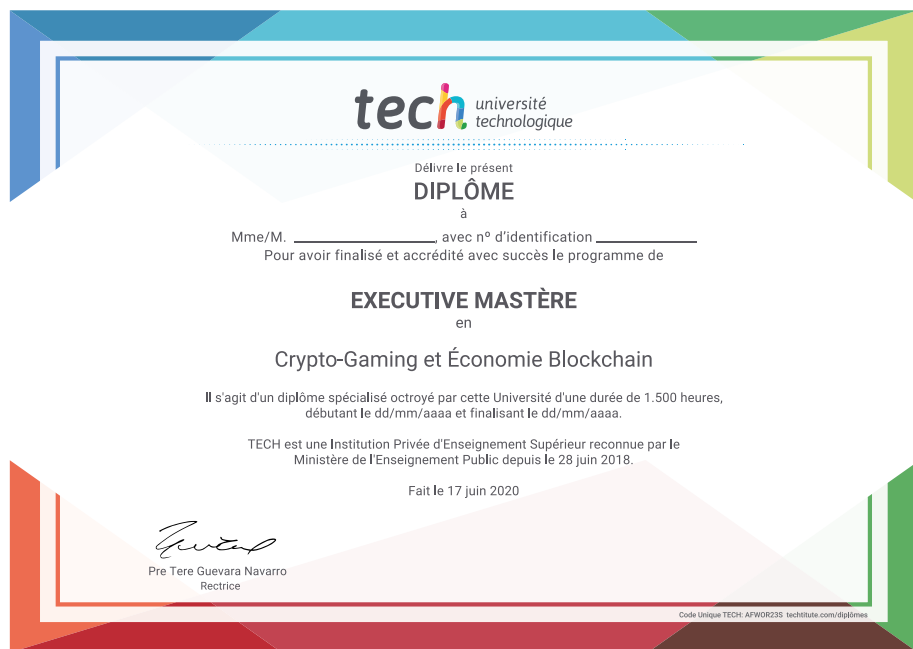 tech université
technologique
Délivre le présent
DIPLÔME
à
Mme/M. ____________, avec nº d'identification ____________
Pour avoir finalisé et accrédité avec succès le programme de
EXECUTIVE MASTÈRE
en
Crypto-Gaming et Économie Blockchain
Il s'agit d'un diplôme spécialisé octroyé par cette Université d'une durée de 1.500 heures,
débutant le dd/mm/aaaa et finalisant le dd/mm/aaaa.
TECH est une Institution Privée d'Enseignement Supérieur reconnue par le
Ministère de l'Enseignement Public depuis le 28 juin 2018.
Fait le 17 juin 2020
Pre Tere Guevara Navarro
Rectrice
Code Unique TECH: AFWOR23S techtitute.com/diplômes